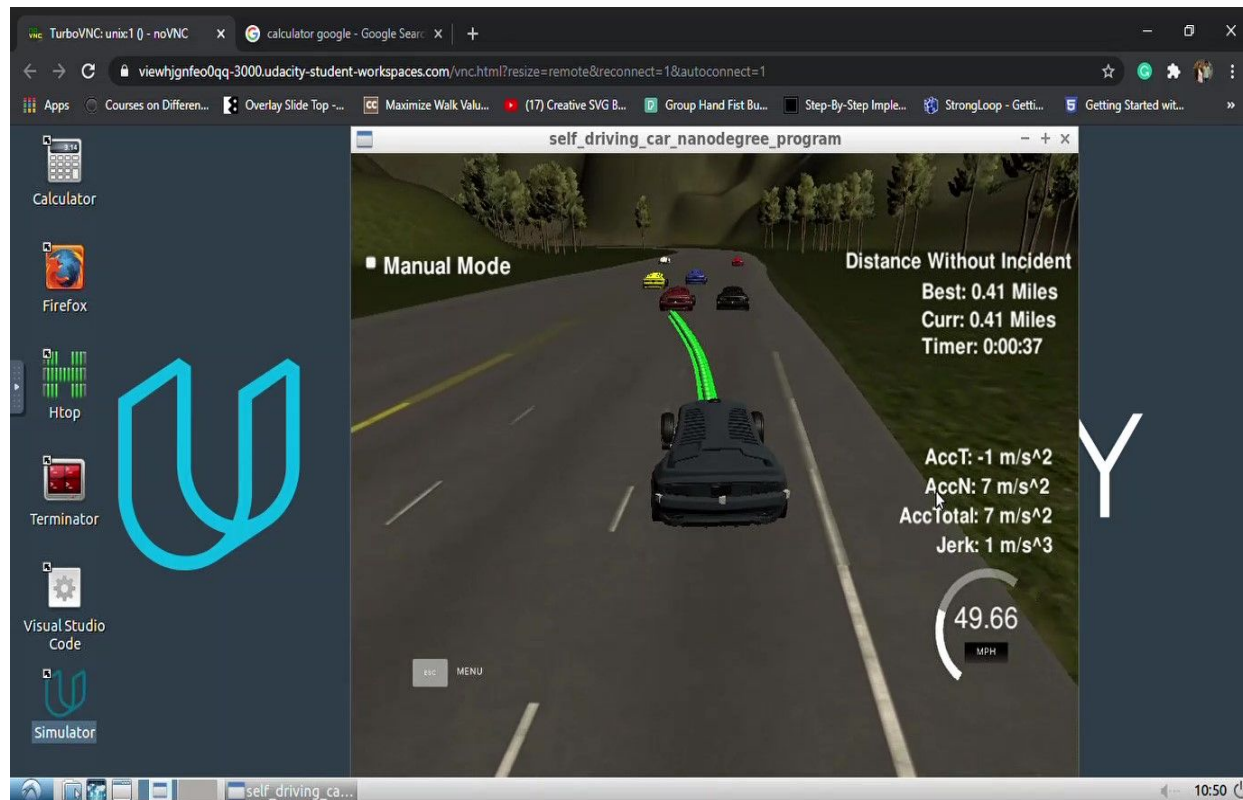 TurboVNC: unix:1 () - noVNC
calculator google - Google Searc
viewhjgnfeo0qq-3000.udacity-student-workspaces.com/vnc.html?resize=remote&reconnect=1&autoconnect=1
Apps
Courses on Differen...
Overlay Slide Top -...
CC Maximize Walk Valu...
(17) Creative SVG B...
Group Hand Fist Bu...
Step-By-Step Imple...
StrongLoop - Getti...
Getting Started wit...
»
self_driving_car_nanodegree_program
3.14
Calculator
Firefox
Htop
Terminator
Visual Studio
Code
Simulator
Manual Mode
Distance Without Incident
Best: 0.41 Miles
Curr: 0.41 Miles
Timer: 0:00:37
AccT: -1 m/s^2
AccN: 7 m/s^2
AccTotal: 7 m/s^2
Jerk: 1 m/s^3
49.66
MPH
esc MENU
Y
self_driving_ca...
10:50